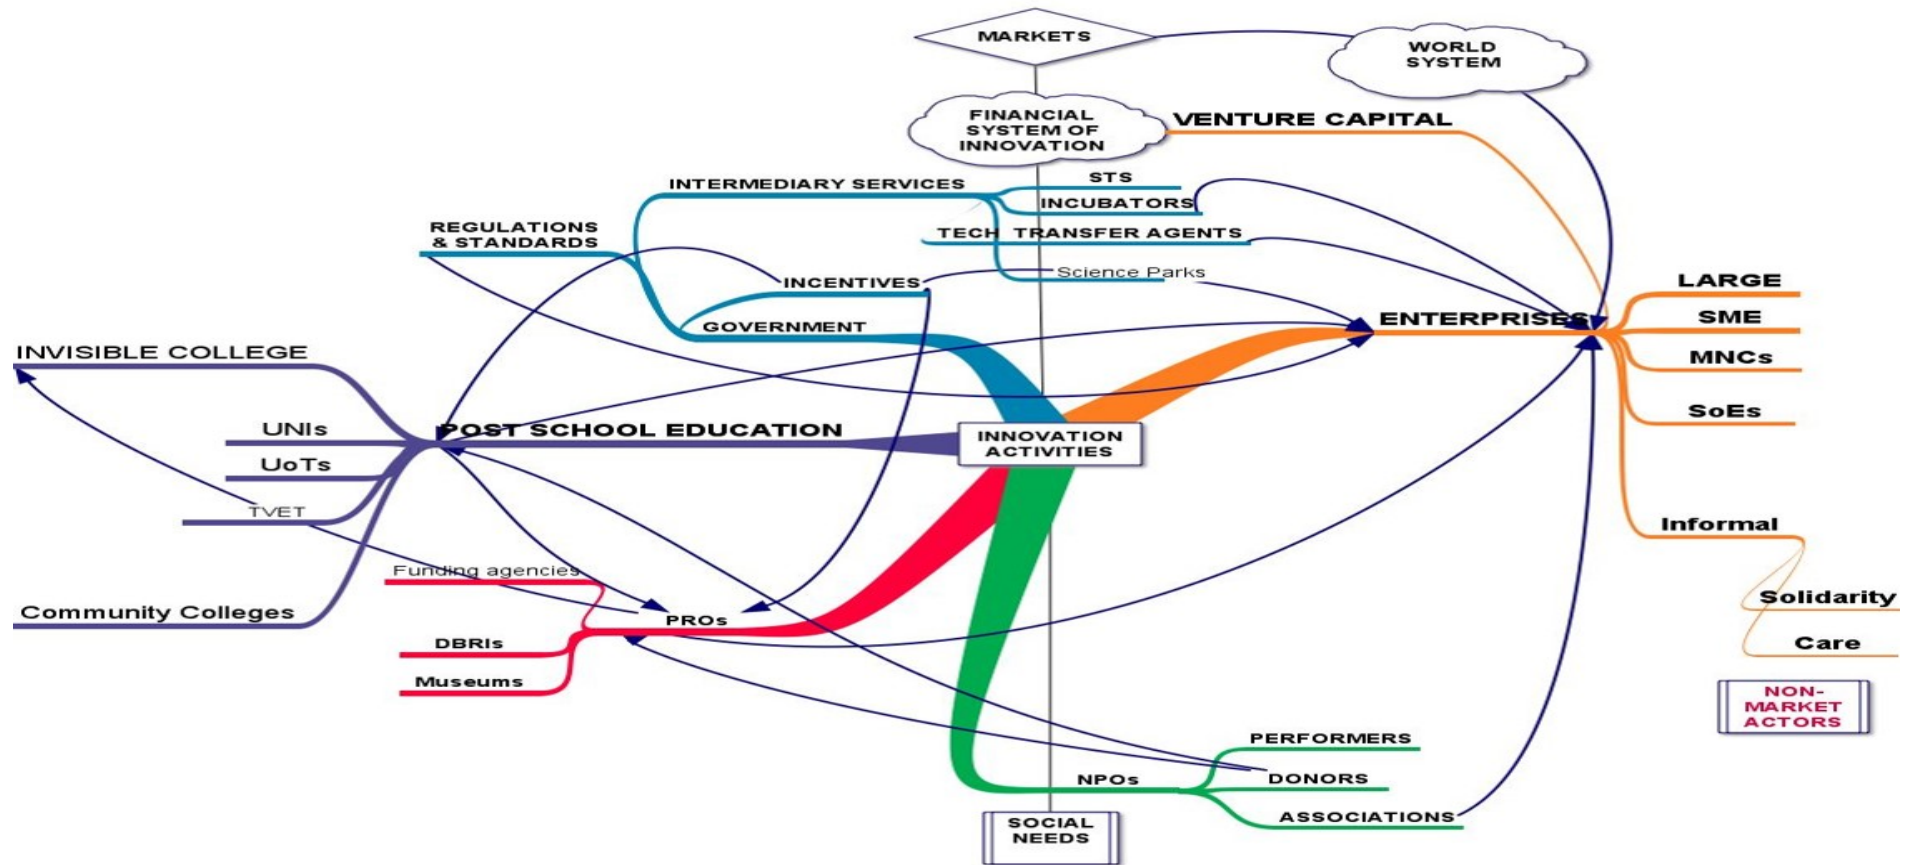 MARKETS
WORLD
SYSTEM
FINANCIAL
SYSTEM OF
INNOVATION
VENTURE CAPITAL
INTERMEDIARY SERVICES
STS
INCUBATORS
TECH TRANSFER AGENTS
Science Parks
REGULATIONS
& STANDARDS
INCENTIVES
GOVERNMENT
ENTERPRISES
LARGE
SME
MNCs
SoEs
Informal
Solidarity
Care
NON-
MARKET
ACTORS
INVISIBLE COLLEGE
UNIs
UoTs
TVET
Community Colleges
POST SCHOOL EDUCATION
INNOVATION
ACTIVITIES
Funding agencies
PROs
DBRIs
Museums
PERFORMERS
NPOs
DONORS
ASSOCIATIONS
SOCIAL
NEEDS